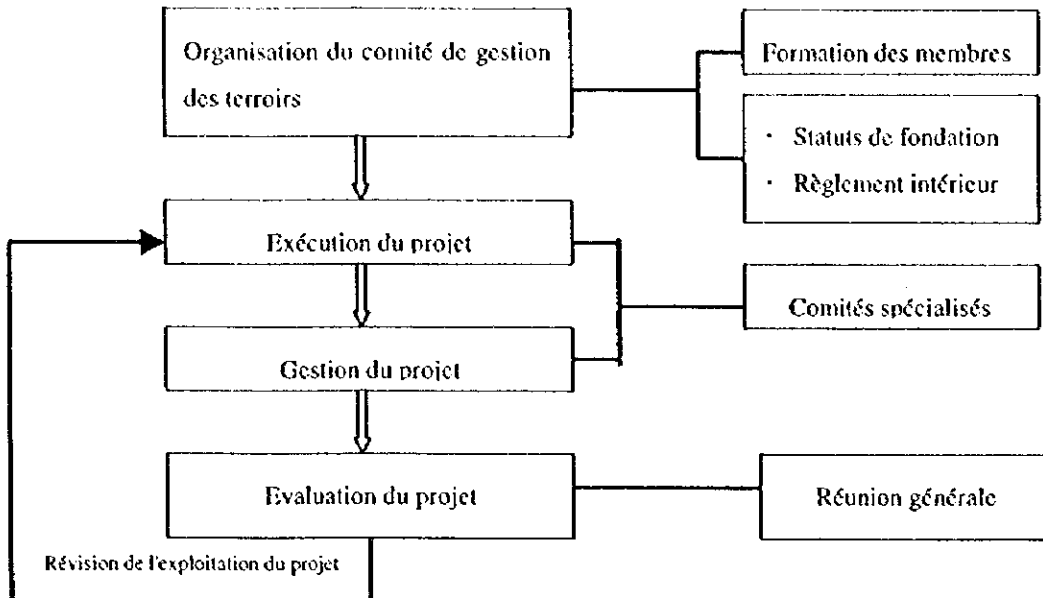 Organisation du comité de gestion
des terroirs
Formation des membres
· Statuts de fondation
· Règlement intérieur
Exécution du projet
Comités spécialisés
Gestion du projet
Evaluation du projet
Réunion générale
Révision de l'exploitation du projet